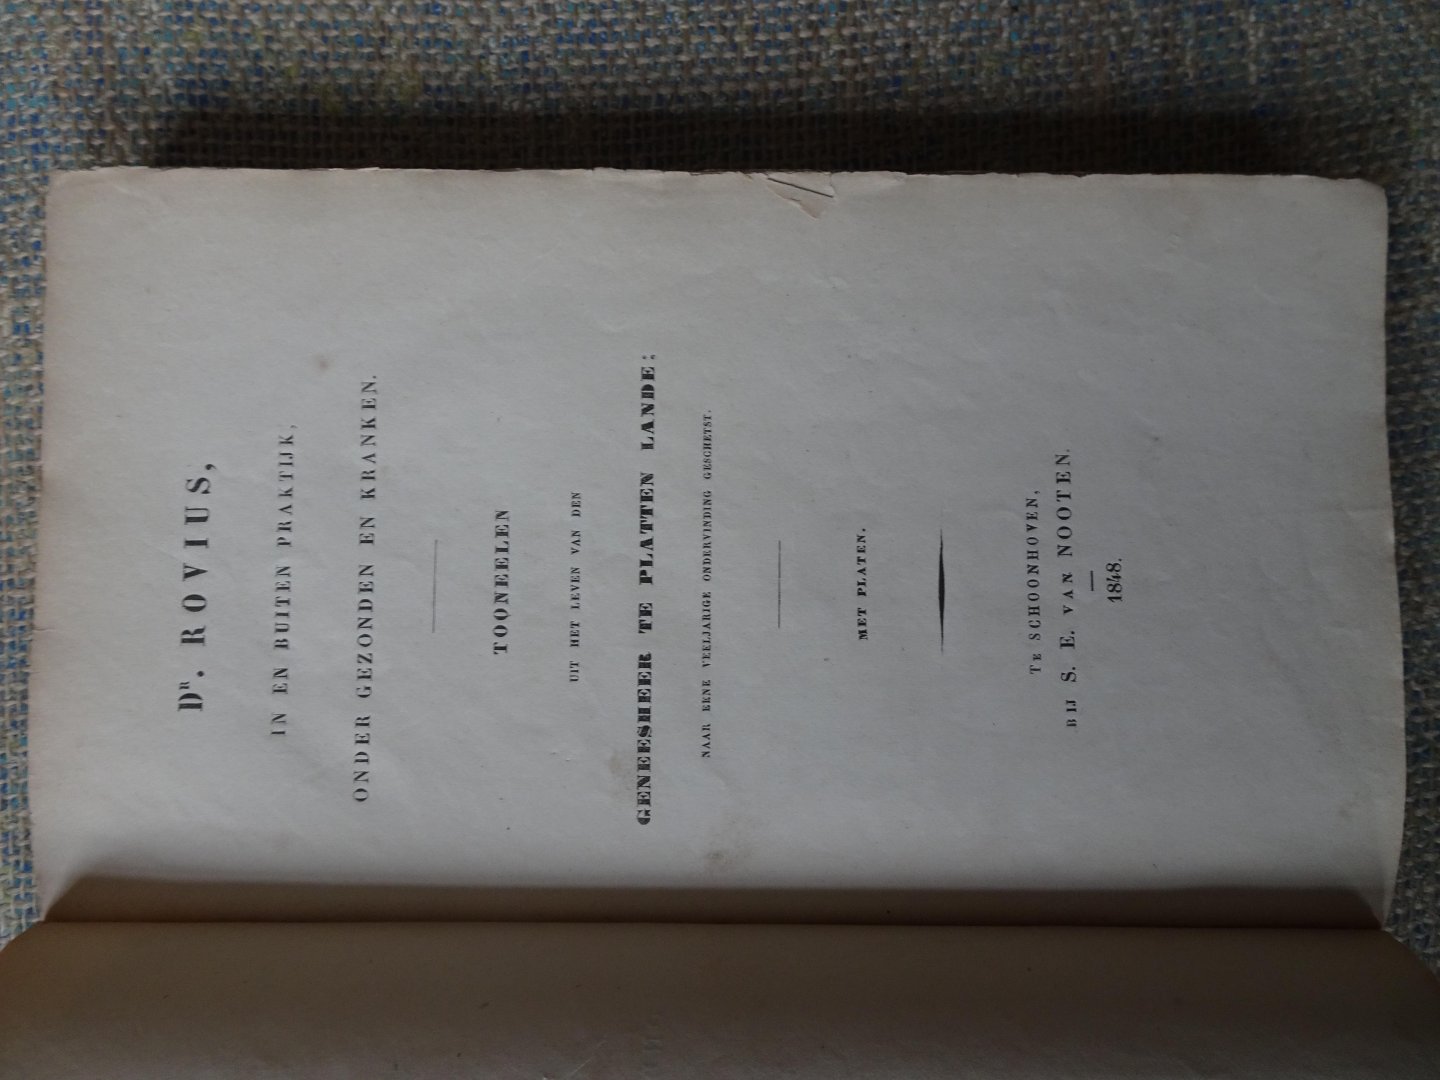 Dr. ROVIUS,
IN EN BUITEN PRAKTIJK,
ONDER GEZONDEN EN KRANKEN.
TOONEELEN
UIT HET LEVEN VAN DEN
GENEESHEER TE PLATTEN LANDE:
NAAR EENE VEELJARIGE ONDERVINDING GESCHETST.
MET PLATEN.
TE SCHOONHOVEN,
BIJ S. E. VAN NOOTEN.
1848.